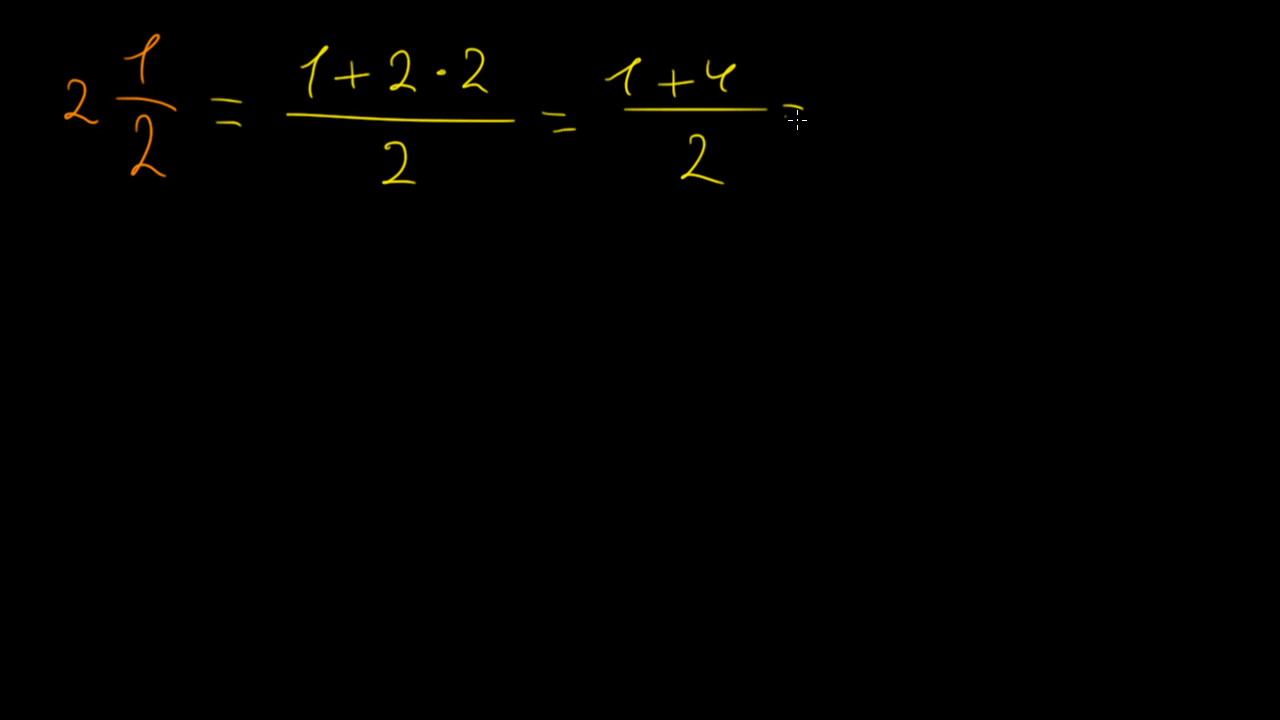 2 1/2 = (1+2·2)/2 = (1+4)/2 =